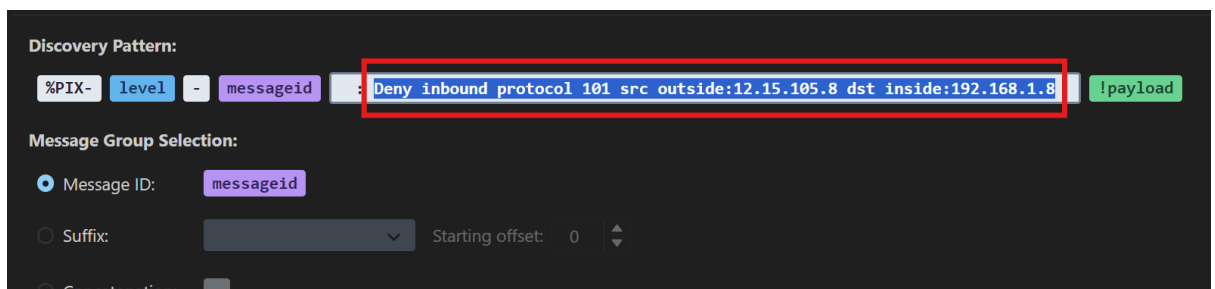 Discovery Pattern:
%PIX- level - messageid : Deny inbound protocol 101 src outside:12.15.105.8 dst inside:192.168.1.8 !payload
Message Group Selection:
Message ID: messageid
Suffix: Starting offset: 0